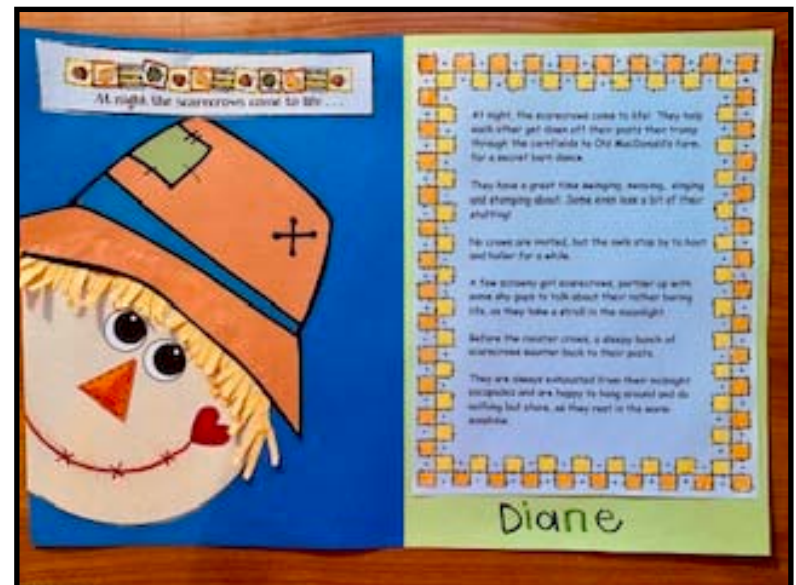 At night the scarecrows come to life . . .
At night, the scarecrows come to life! They help
each other get down off their posts then tromp
through the cornfields to Old MacDonald's farm,
for a secret barn dance.
They have a great time swinging, swaying, singing
and stomping about. Some even lose a bit of their
stuffing!
No crows are invited, but the owls stop by to hoot
and holler for a while.
A few scrawny girl scarecrows, partner up with
some shy guys to talk about their rather boring
life, as they take a stroll in the moonlight.
Before the rooster crows, a sleepy bunch of
scarecrows saunter back to their posts.
They are always exhausted from their midnight
escapades and are happy to hang around and do
nothing but stare, as they rest in the warm
sunshine.
Diane